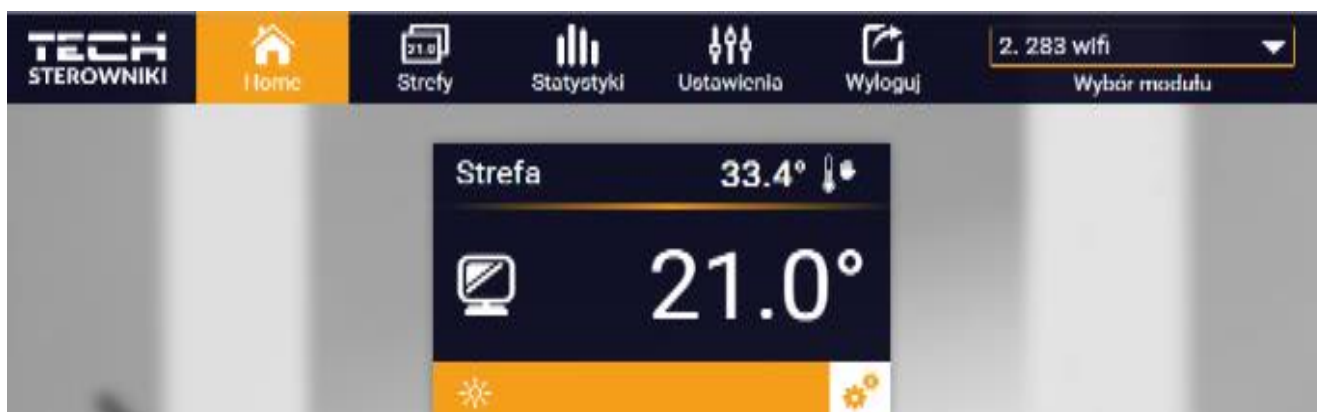 TECH
STEROWNIKI
Home
21.0
Strefy
Statystyki
Ustawienia
Wyloguj
2. 283 wifi
Wybór modułu
Strefa 33.4°
21.0°